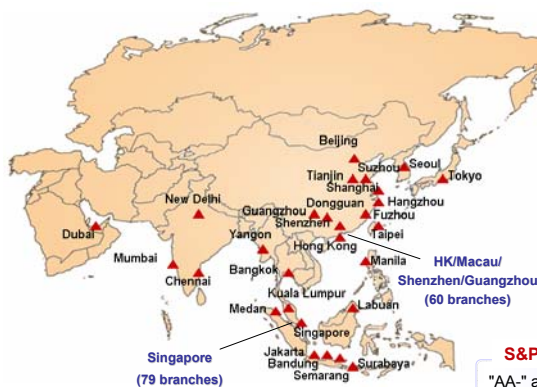 Beijing
Suzhou
Seoul
Tianjin
Tokyo
Shanghai
New Delhi
Dongguan
Hangzhou
Guangzhou
Fuzhou
Shenzhen
Dubai
Yangon
Taipei
Hong Kong
Mumbai
HK/Macau/
Shenzhen/Guangzhou
(60 branches)
Manila
Chennai
Bangkok
Kuala Lumpur
Labuan
Medan
Singapore
Singapore
(79 branches)
Jakarta
Bandung
Surabaya
Semarang
S&P
"AA-" a